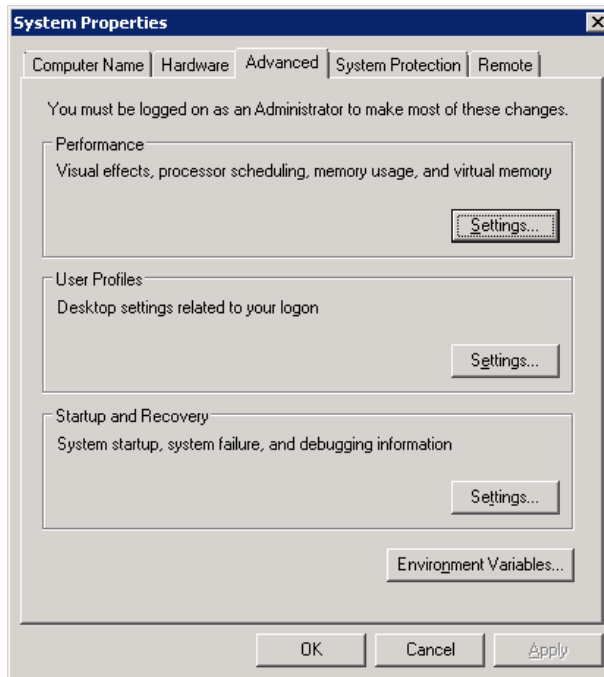 System Properties
Computer Name Hardware Advanced System Protection Remote
You must be logged on as an Administrator to make most of these changes.
Performance
Visual effects, processor scheduling, memory usage, and virtual memory
Settings...
User Profiles
Desktop settings related to your logon
Settings...
Startup and Recovery
System startup, system failure, and debugging information
Settings...
Environment Variables...
OK Cancel Apply